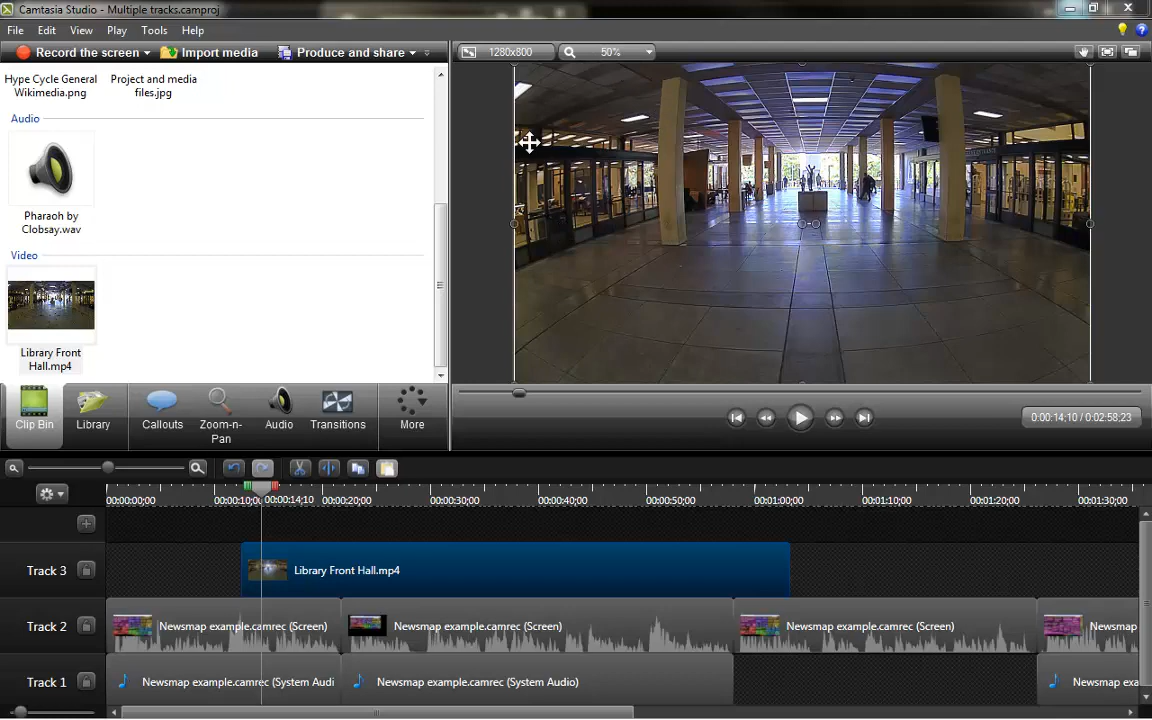 Camtasia Studio - Multiple tracks.camproj
File Edit View Play Tools Help
Record the screen Import media Produce and share
1280x800 50%
Hype Cycle General Wikimedia.png
Project and media files.jpg
Audio
Pharaoh by Clobsay.wav
Video
Library Front Hall.mp4
Clip Bin Library Callouts Zoom-n-Pan Audio Transitions More
0:00:14;10 / 0:02:58;23
00:00:00;00 00:00:10;0 00:00:14;10 00:00:20;00 00:00:30;00 00:00:40;00 00:00:50;00 00:01:00;00 00:01:10;00 00:01:20;00 00:01:30;00
Track 3 Library Front Hall.mp4
Track 2 Newsmap example.camrec (Screen) Newsmap example.camrec (Screen) Newsmap example.camrec (Screen) Newsmap
Track 1 Newsmap example.camrec (System Audi Newsmap example.camrec (System Audio) Newsmap exa